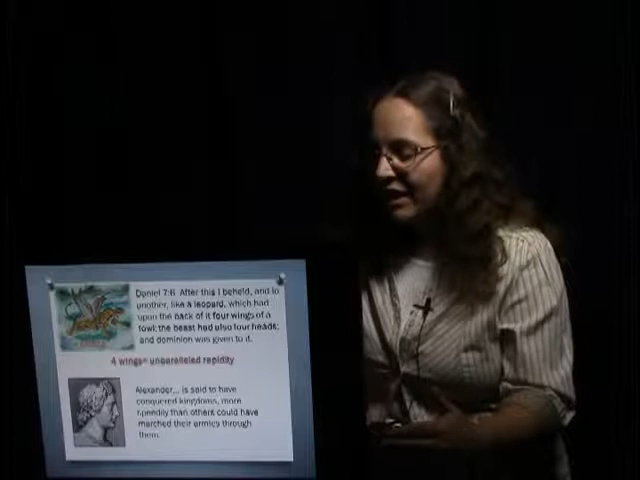 Daniel 7:6 After this I beheld, and lo
another, like a leopard, which had
upon the back of it four wings of a
fowl; the beast had also four heads;
and dominion was given to it.
4 wings= unparalleled rapidity
Alexander... is said to have
conquered kingdoms, more
speedily than others could have
marched their armies through
them.